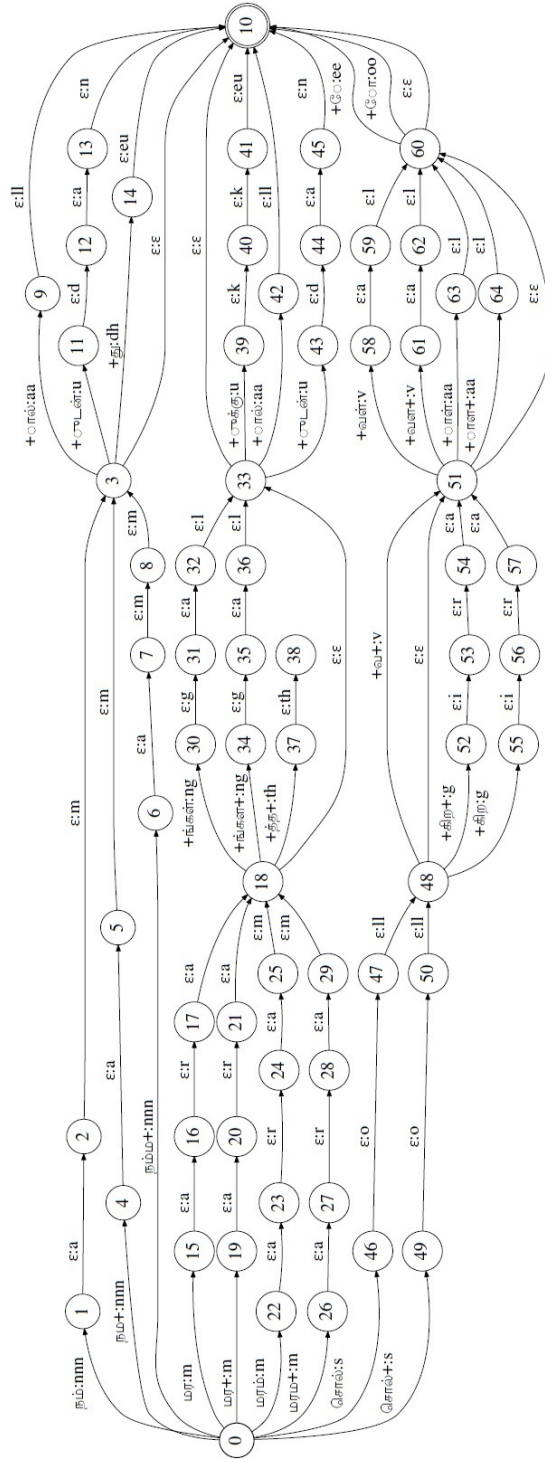 0
நம்:nnn 1 ε:a 2 ε:m
நம+:nnn 4 ε:a 5 ε:m
நம்ம+:nnn 6 ε:a 7 ε:m 8 ε:m
3
+ால்:aa 9 ε:ll
+ுடன்:u 11 ε:d 12 ε:a 13 ε:n
+து:dh 14 ε:eu
ε:ε
10
மர:m 15 ε:a 16 ε:r 17 ε:a
மர+:m 19 ε:a 20 ε:r 21 ε:a
மரம்:m 22 ε:a 23 ε:r 24 ε:a 25 ε:m
மரம+:m 26 ε:a 27 ε:r 28 ε:a 29 ε:m
18
+ங்கள்:ng 30 ε:g 31 ε:a 32 ε:l
+ங்கள+:ng 34 ε:g 35 ε:a 36 ε:l
+த்த+:th 37 ε:th 38
ε:ε
33
ε:ε
+ுக்கு:u 39 ε:k 40 ε:k 41 ε:eu
+ால்:aa 42 ε:ll
+ுடன்:u 43 ε:d 44 ε:a 45 ε:n
சொல்:s 46 ε:o 47 ε:ll
சொல்+:s 49 ε:o 50 ε:ll
48
+வ+:v
ε:ε
+கிற+:g 52 ε:i 53 ε:r 54 ε:a
+கிற:g 55 ε:i 56 ε:r 57 ε:a
51
+வள்:v 58 ε:a 59 ε:l
+வள+:v 61 ε:a 62 ε:l
+ாள்:aa 63 ε:l
+ாள+:aa 64 ε:l
ε:ε
60
+ே:ee
+ோ:oo
ε:ε